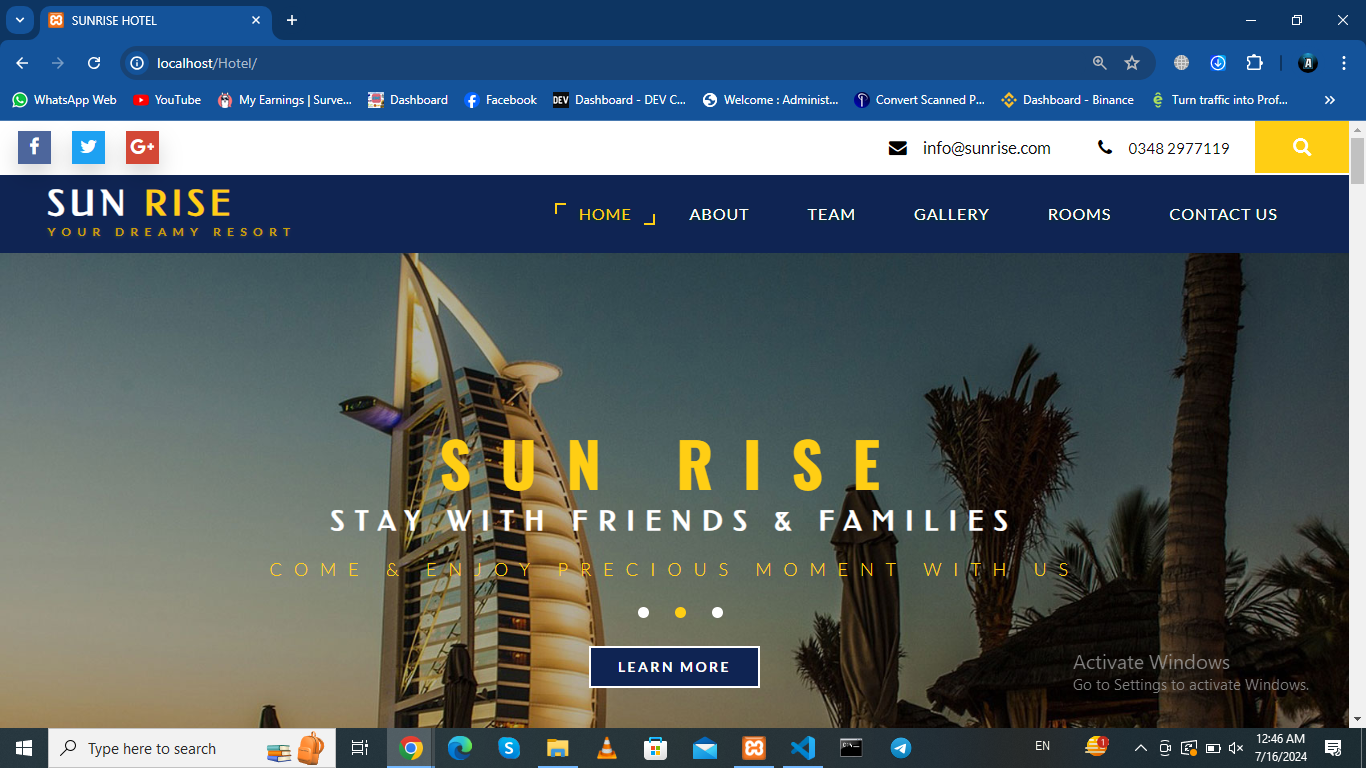 SUNRISE HOTEL
localhost/Hotel/
WhatsApp Web
YouTube
My Earnings | Surve...
Dashboard
Facebook
DEV
Dashboard - DEV C...
Welcome : Administ...
Convert Scanned P...
Dashboard - Binance
Turn traffic into Prof...
info@sunrise.com
0348 2977119
SUN RISE
YOUR DREAMY RESORT
HOME
ABOUT
TEAM
GALLERY
ROOMS
CONTACT US
SUN RISE
STAY WITH FRIENDS & FAMILIES
COME & ENJOY PRECIOUS MOMENT WITH US
LEARN MORE
Activate Windows
Go to Settings to activate Windows.
Type here to search
EN
1
12:46 AM
7/16/2024